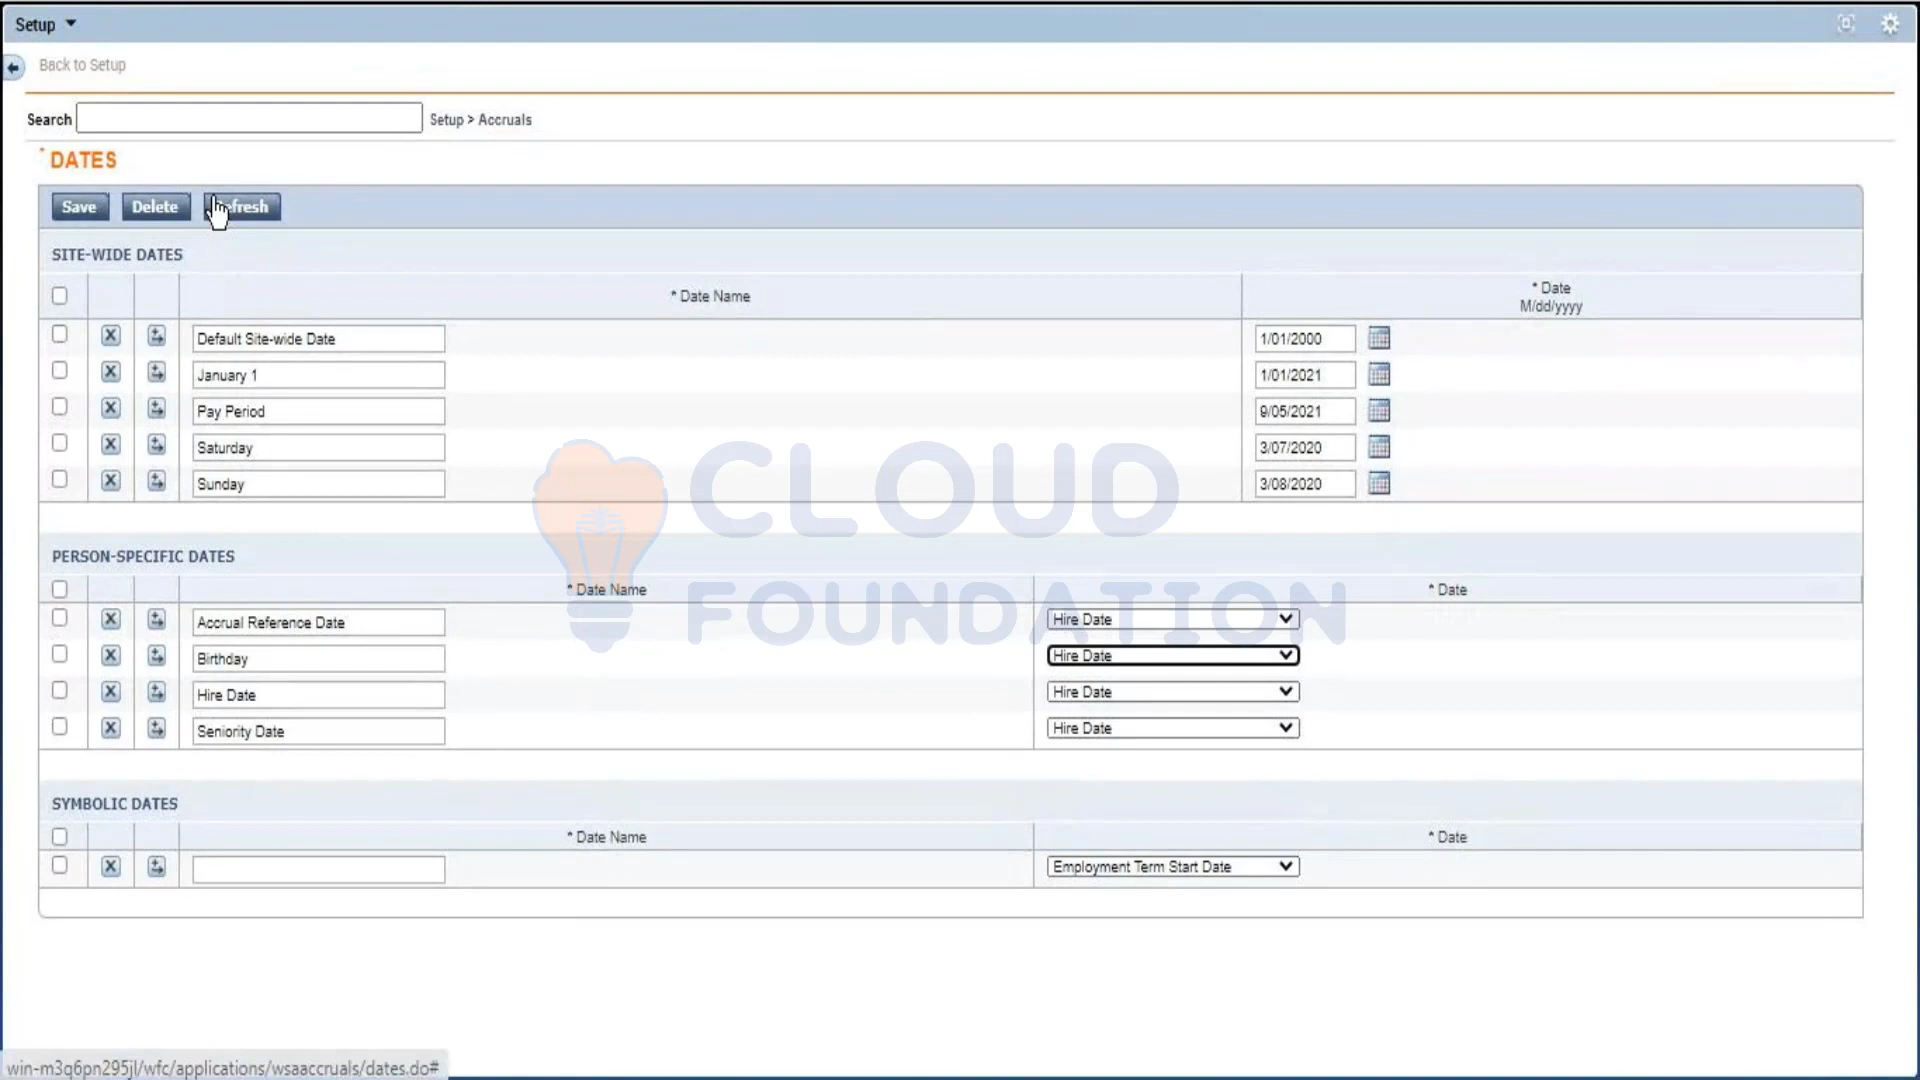 Setup
Back to Setup
Search Setup > Accruals
* DATES
Save Delete Refresh
SITE-WIDE DATES
* Date Name * Date
M/dd/yyyy
Default Site-wide Date 1/01/2000
January 1 1/01/2021
Pay Period 9/05/2021
Saturday 3/07/2020
Sunday 3/08/2020
CLOUD
FOUNDATION
PERSON-SPECIFIC DATES
* Date Name * Date
Accrual Reference Date Hire Date
Birthday Hire Date
Hire Date Hire Date
Seniority Date Hire Date
SYMBOLIC DATES
* Date Name * Date
Employment Term Start Date
win-m3q6pn295jl/wfc/applications/wsaaccruals/dates.do#